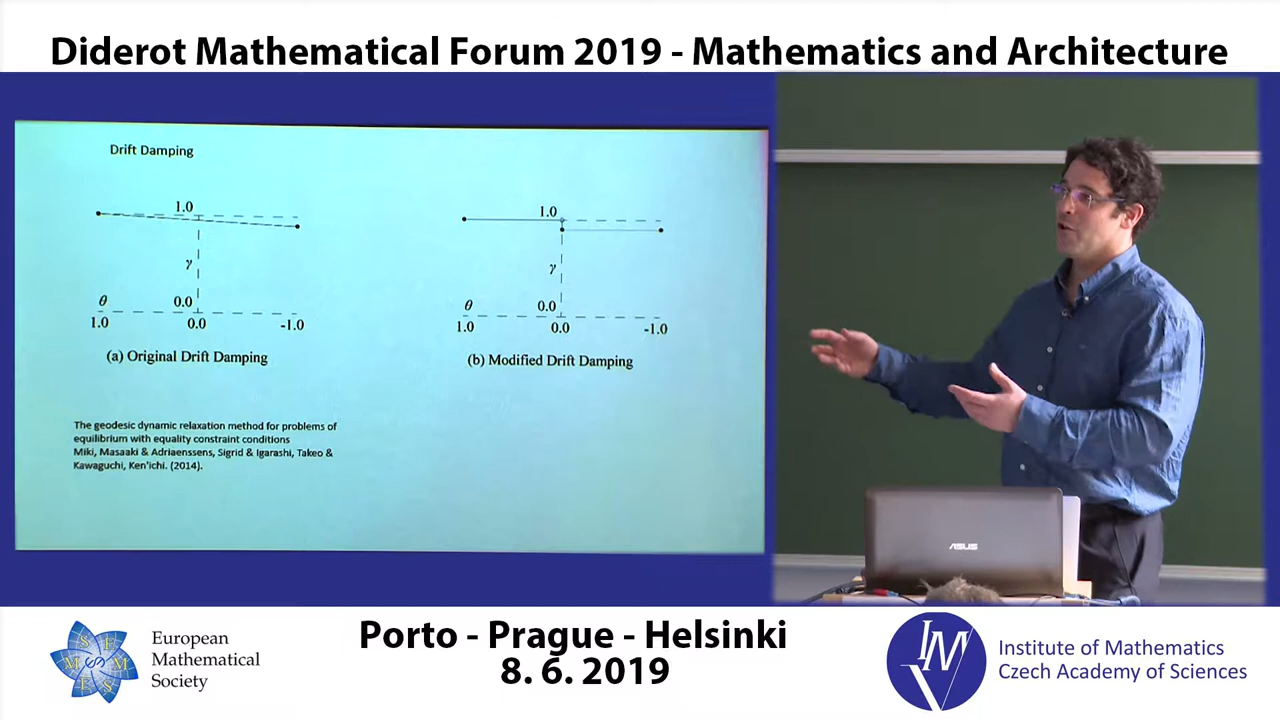 Diderot Mathematical Forum 2019 - Mathematics and Architecture
Drift Damping
1.0
γ
θ
0.0
1.0
0.0
-1.0
(a) Original Drift Damping
1.0
γ
θ
0.0
1.0
0.0
-1.0
(b) Modified Drift Damping
The geodesic dynamic relaxation method for problems of
equilibrium with equality constraint conditions
Miki, Masaaki & Adriaenssens, Sigrid & Igarashi, Takeo &
Kawaguchi, Ken'ichi. (2014).
ASUS
S E
M M
E S
European
Mathematical
Society
Porto - Prague - Helsinki
8. 6. 2019
IM
Institute of Mathematics
Czech Academy of Sciences